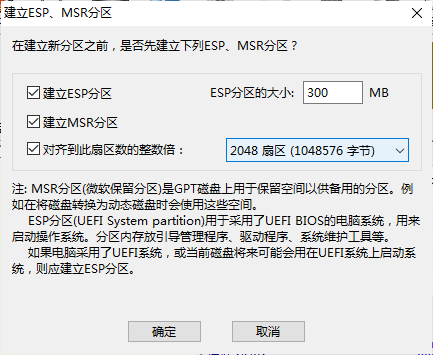 建立ESP、MSR分区
在建立新分区之前，是否先建立下列ESP、MSR分区？
建立ESP分区 ESP分区的大小: 300 MB
建立MSR分区
对齐到此扇区数的整数倍： 2048 扇区 (1048576 字节)
注: MSR分区(微软保留分区)是GPT磁盘上用于保留空间以供备用的分区。例
如在将磁盘转换为动态磁盘时会使用这些空间。
ESP分区(UEFI System partition)用于采用了UEFI BIOS的电脑系统，用来
启动操作系统。分区内存放引导管理程序、驱动程序、系统维护工具等。
如果电脑采用了UEFI系统，或当前磁盘将来可能会用在UEFI系统上启动系
统，则应建立ESP分区。
确定 取消